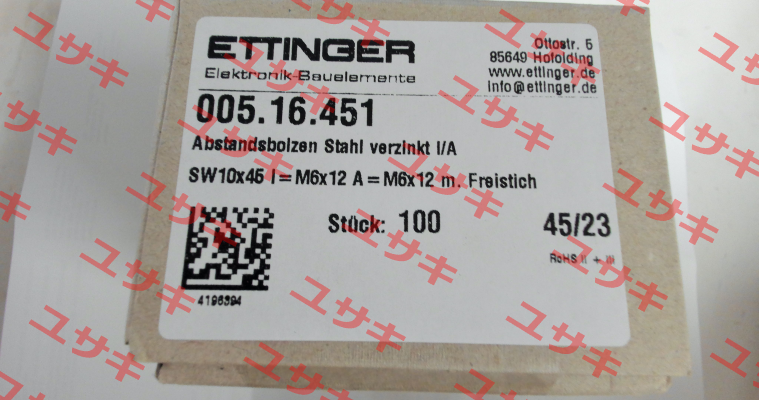 ETTINGER
Elektronik-Bauelemente
Ottostr. 5
85649 Hofolding
www.ettinger.de
info@ettinger.de
005.16.451
Abstandsbolzen Stahl verzinkt I/A
SW10x45 I=M6x12 A=M6x12 m. Freistich
Stück: 100
45/23
RoHS II + III
4196394
ユサキ